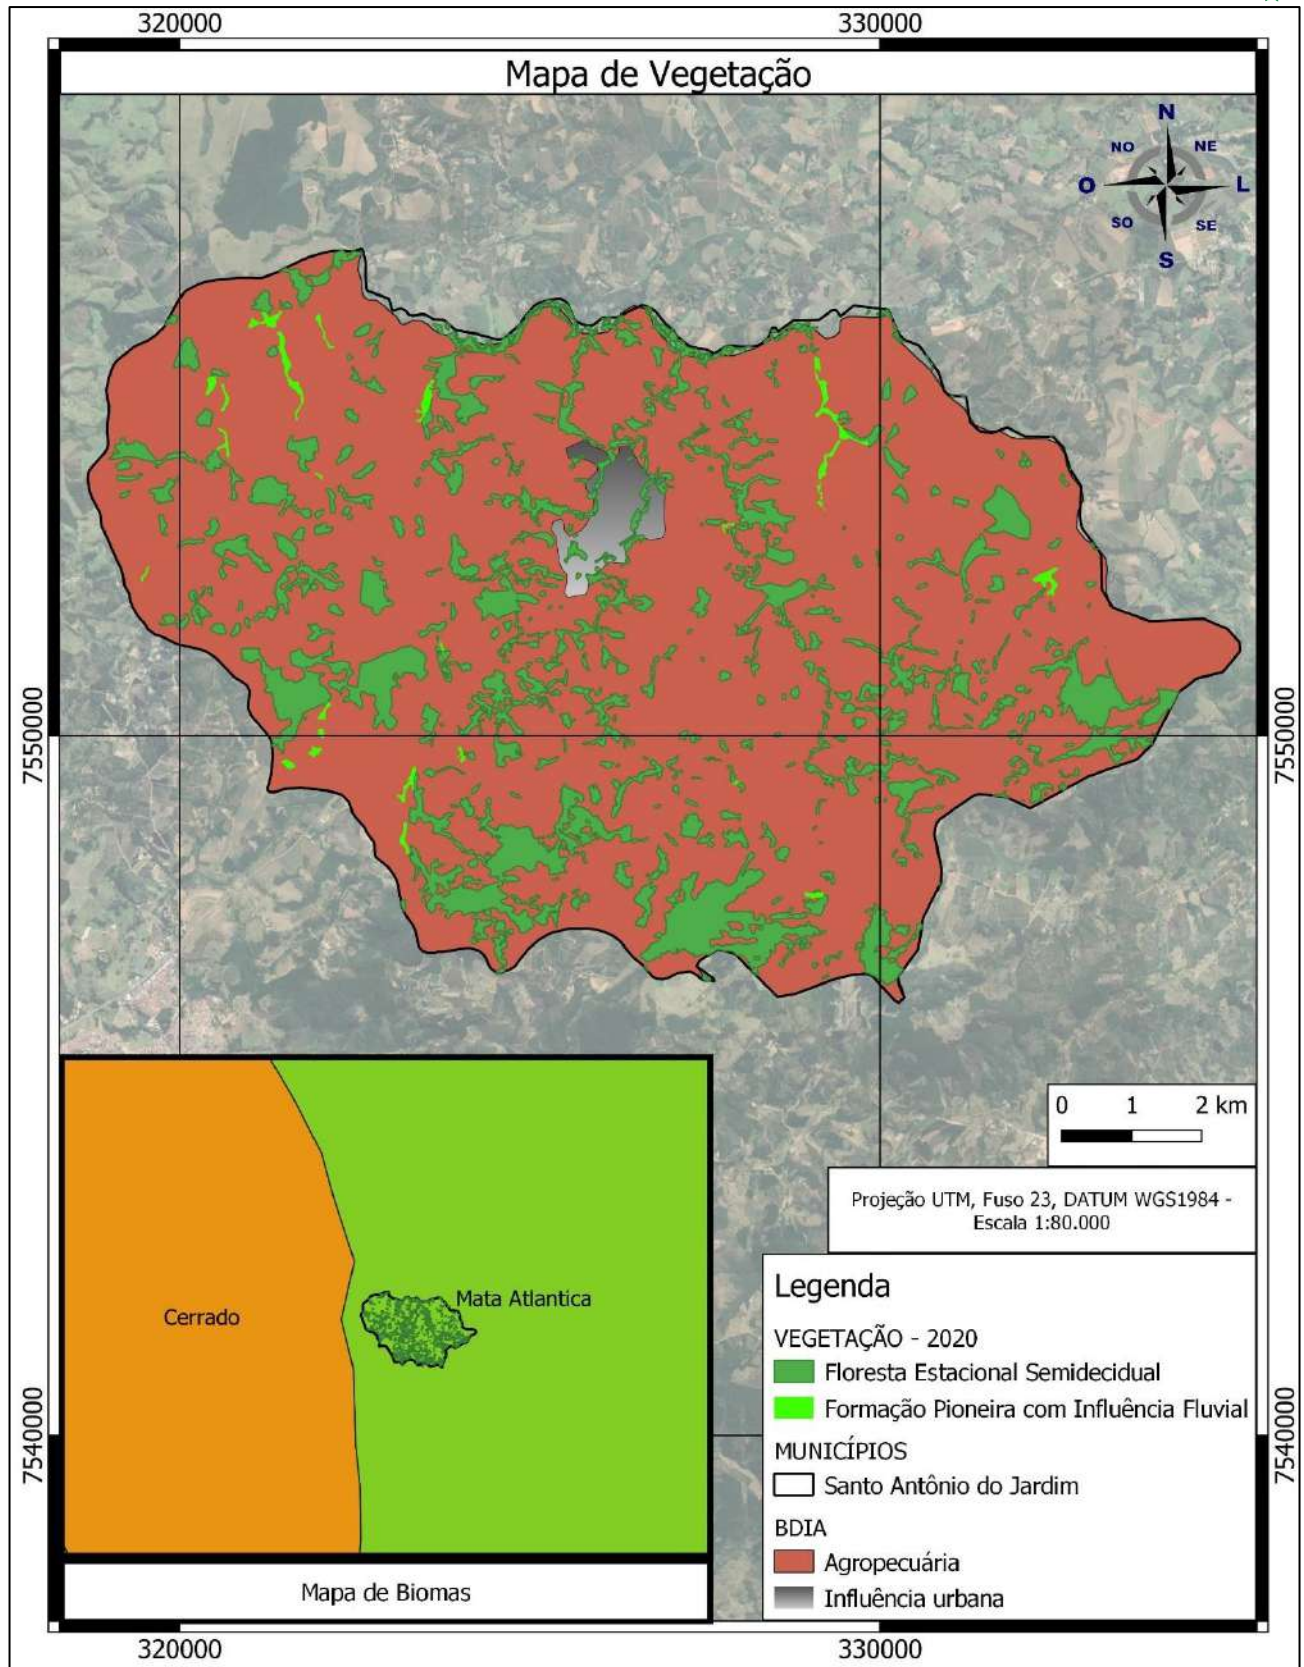 320000
330000
Mapa de Vegetação
N
NO
NE
O
L
SO
SE
S
7550000
7550000
0 1 2 km
Projeção UTM, Fuso 23, DATUM WGS1984 -
Escala 1:80.000
Cerrado
Mata Atlantica
Legenda
VEGETAÇÃO - 2020
Floresta Estacional Semidecidual
Formação Pioneira com Influência Fluvial
MUNICÍPIOS
Santo Antônio do Jardim
BDIA
Agropecuária
Influência urbana
7540000
7540000
Mapa de Biomas
320000
330000